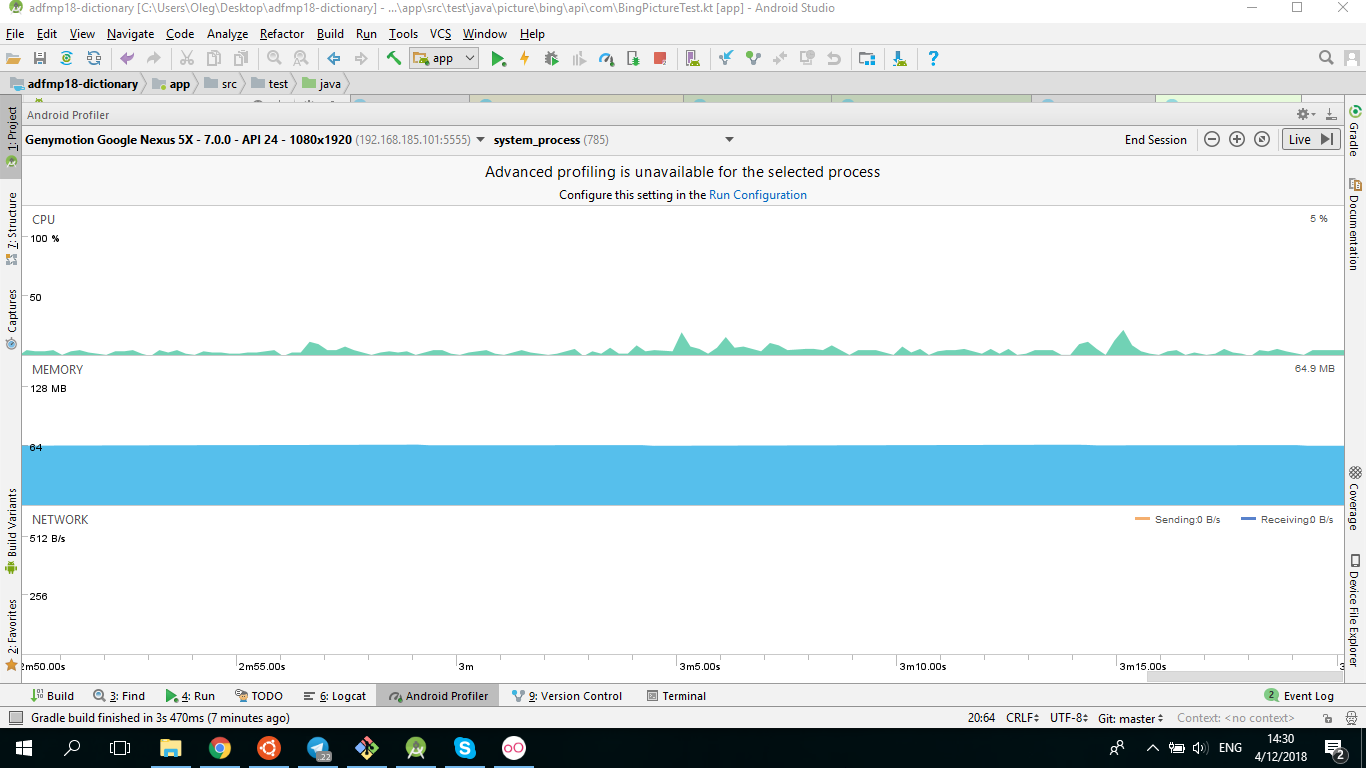 adfmp18-dictionary [C:\Users\Oleg\Desktop\adfmp18-dictionary] - ...\app\src\test\java\picture\bing\api\com\BingPictureTest.kt [app] - Android Studio
File Edit View Navigate Code Analyze Refactor Build Run Tools VCS Window Help
app
adfmp18-dictionary app src test java
Android Profiler
Genymotion Google Nexus 5X - 7.0.0 - API 24 - 1080x1920 (192.168.185.101:5555) system_process (785) End Session Live
Advanced profiling is unavailable for the selected process
Configure this setting in the Run Configuration
CPU 5 %
100 %
50
MEMORY 64.9 MB
128 MB
64
NETWORK Sending:0 B/s Receiving:0 B/s
512 B/s
256
2m50.00s 2m55.00s 3m 3m5.00s 3m10.00s 3m15.00s 3
1: Project
7: Structure
Captures
Build Variants
2: Favorites
Gradle
Documentation
Coverage
Device File Explorer
Build 3: Find 4: Run TODO 6: Logcat Android Profiler 9: Version Control Terminal 2 Event Log
Gradle build finished in 3s 470ms (7 minutes ago) 20:64 CRLF UTF-8 Git: master Context: <no context>
22 oO ENG 14:30
4/12/2018 2